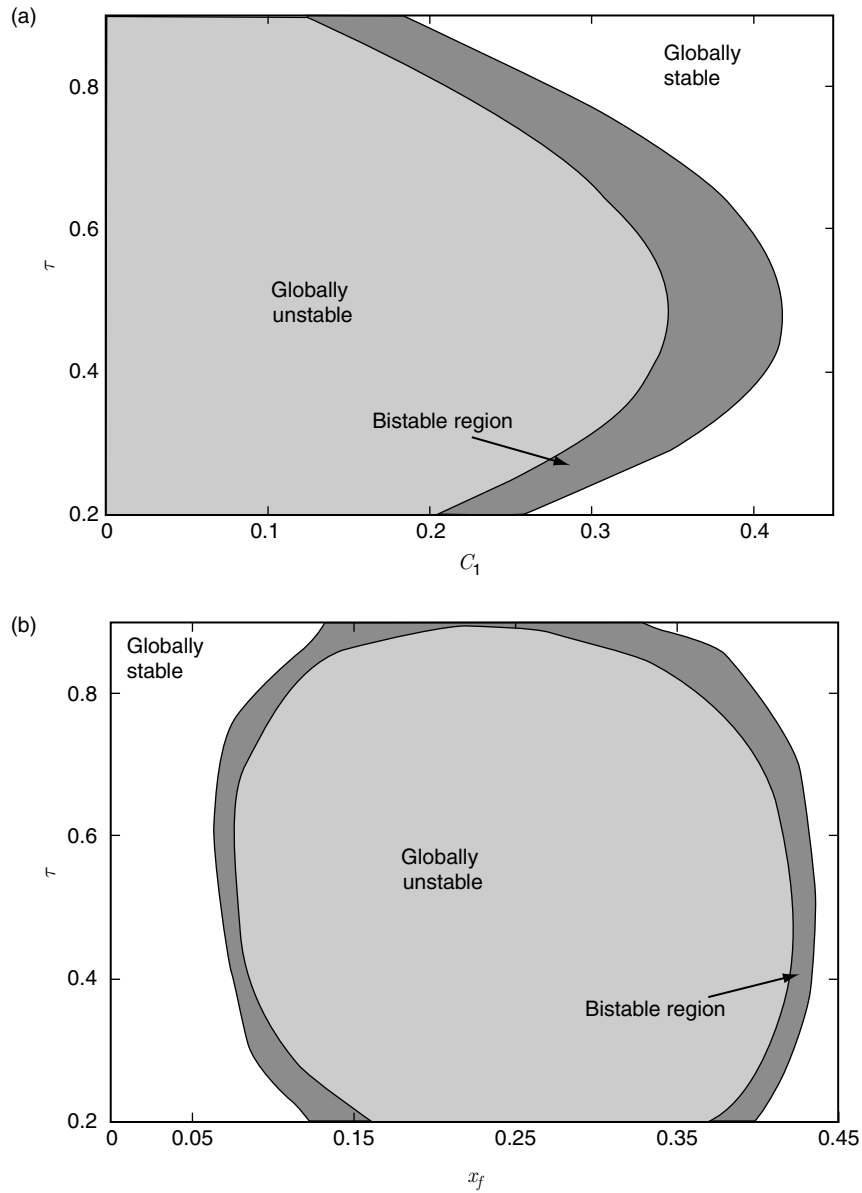 (a)
Globally
stable
0.8
0.6
τ
Globally
unstable
0.4
Bistable region
0.2
0
0.1
0.2
0.3
0.4
C1
(b)
Globally
stable
0.8
0.6
τ
Globally
unstable
0.4
Bistable region
0.2
0
0.05
0.15
0.25
0.35
0.45
xf